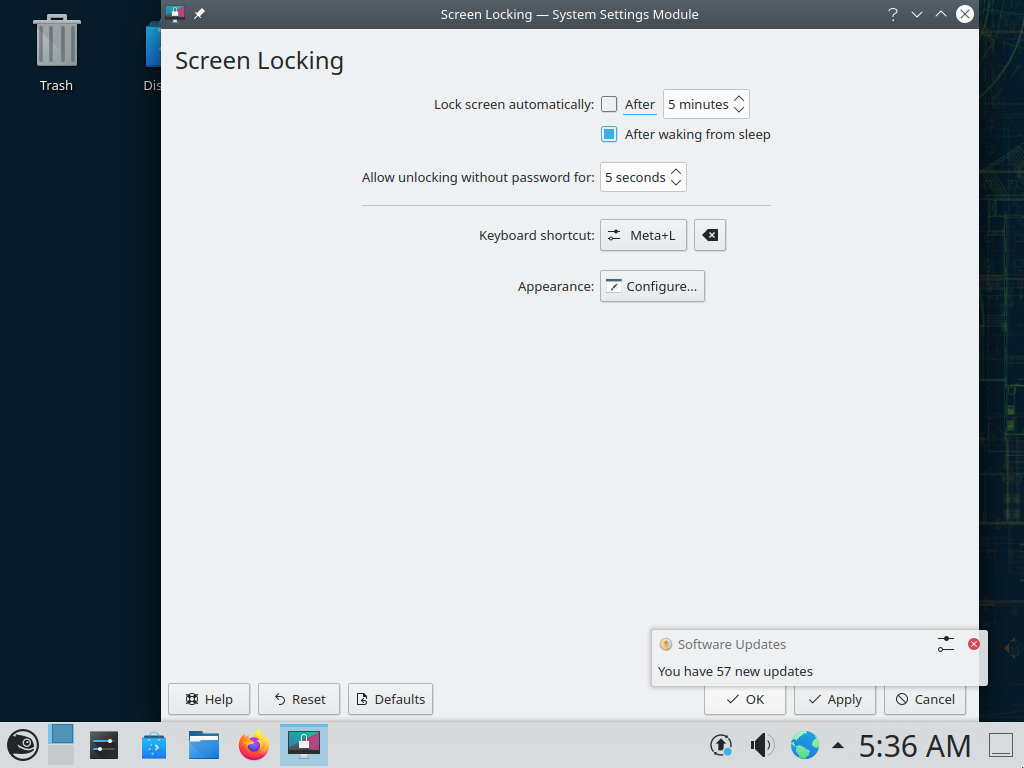 Screen Locking — System Settings Module
Trash
Dis
Screen Locking
Lock screen automatically: After 5 minutes
After waking from sleep
Allow unlocking without password for: 5 seconds
Keyboard shortcut: Meta+L
Appearance: Configure...
Software Updates
You have 57 new updates
Help Reset Defaults OK Apply Cancel
5:36 AM